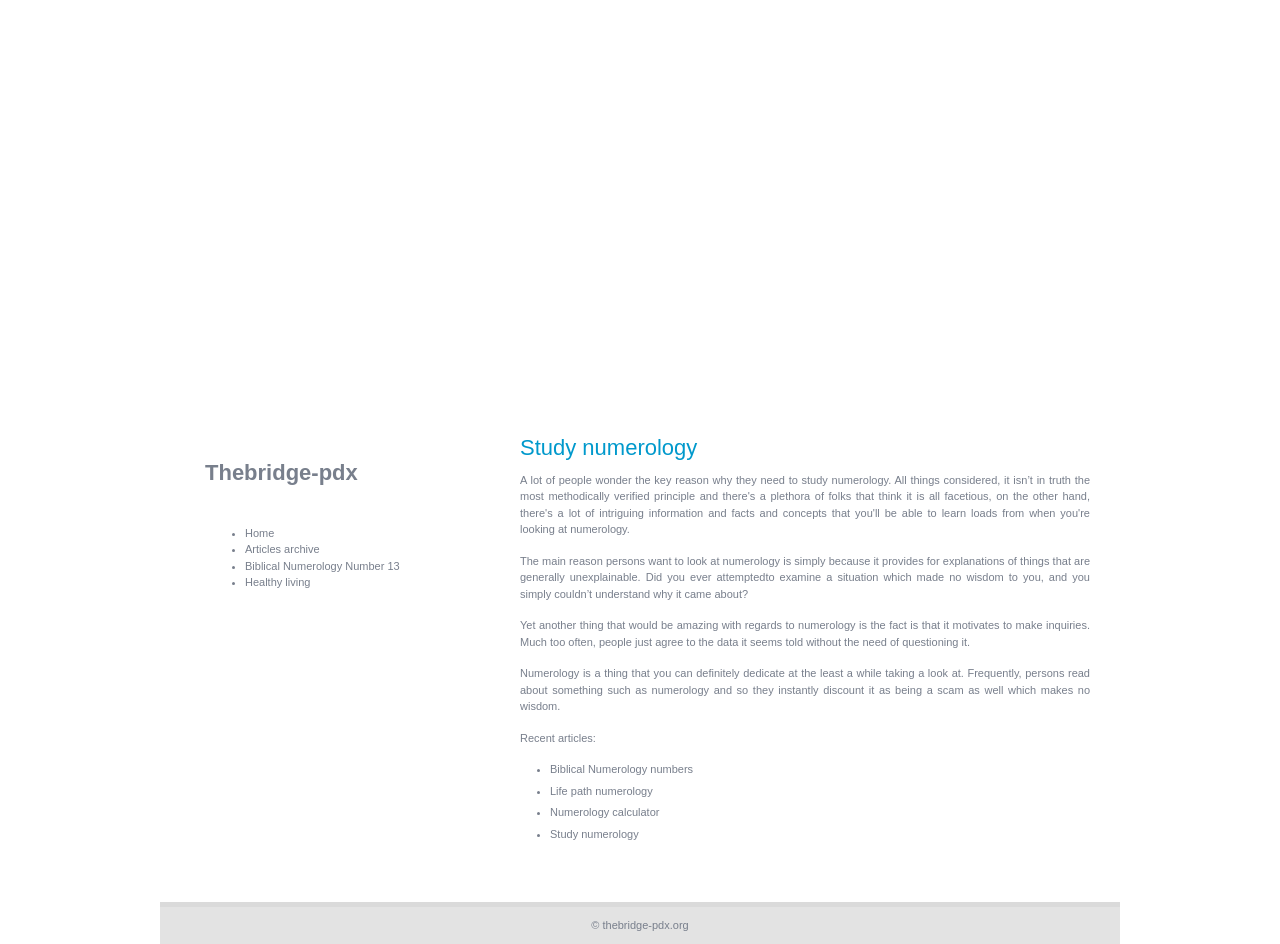 Thebridge-pdx
Home
Articles archive
Biblical Numerology Number 13
Healthy living
Study numerology
A lot of people wonder the key reason why they need to study numerology. All things considered, it isn’t in truth the
most methodically verified principle and there's a plethora of folks that think it is all facetious, on the other hand,
there's a lot of intriguing information and facts and concepts that you'll be able to learn loads from when you're
looking at numerology.
The main reason persons want to look at numerology is simply because it provides for explanations of things that are
generally unexplainable. Did you ever attemptedto examine a situation which made no wisdom to you, and you
simply couldn’t understand why it came about?
Yet another thing that would be amazing with regards to numerology is the fact is that it motivates to make inquiries.
Much too often, people just agree to the data it seems told without the need of questioning it.
Numerology is a thing that you can definitely dedicate at the least a while taking a look at. Frequently, persons read
about something such as numerology and so they instantly discount it as being a scam as well which makes no
wisdom.
Recent articles:
Biblical Numerology numbers
Life path numerology
Numerology calculator
Study numerology
© thebridge-pdx.org